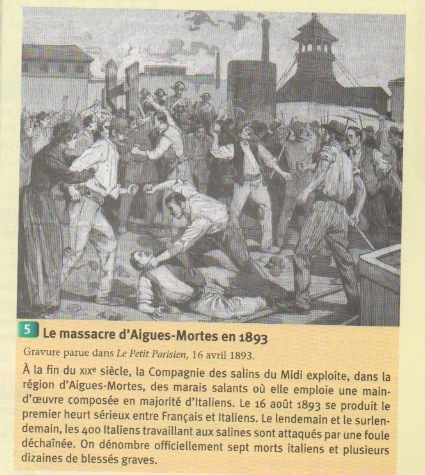 5 Le massacre d'Aigues-Mortes en 1893
Gravure parue dans Le Petit Parisien, 16 avril 1893.
À la fin du XIXe siècle, la Compagnie des salins du Midi exploite, dans la
région d'Aigues-Mortes, des marais salants où elle emploie une main-
d'œuvre composée en majorité d'Italiens. Le 16 août 1893 se produit le
premier heurt sérieux entre Français et Italiens. Le lendemain et le surlen-
demain, les 400 Italiens travaillant aux salines sont attaqués par une foule
déchaînée. On dénombre officiellement sept morts italiens et plusieurs
dizaines de blessés graves.